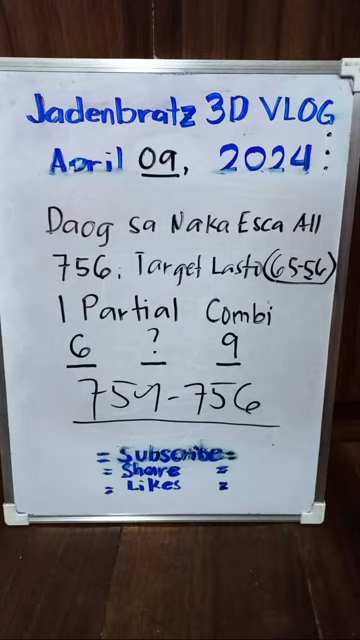 Jadenbratz 3D VLOG
April 09, 2024:
Daog sa Naka Esca All
756. Target Lasto (65-56)
1 Partial Combi
6 ? 9
754-756
= Subscribe =
= Share =
= Likes =